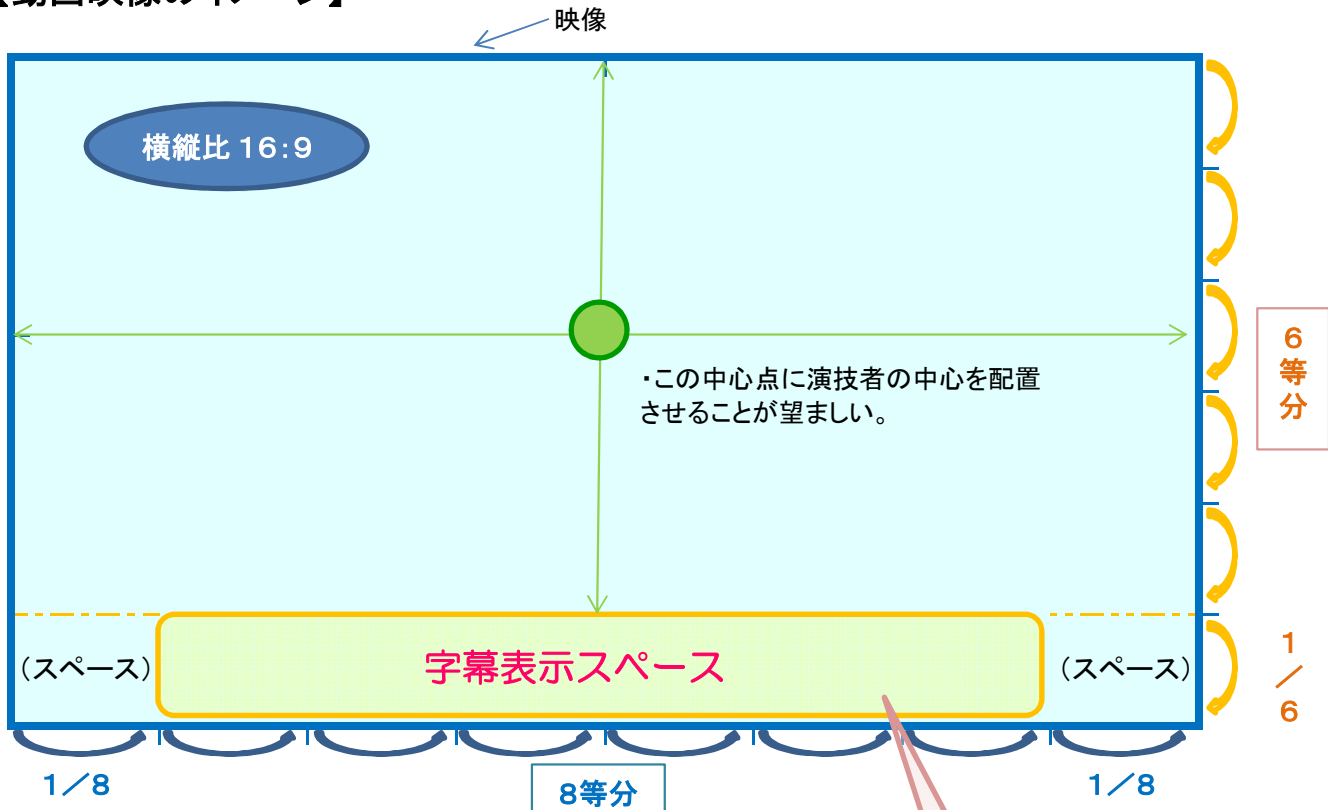 映像
横縦比 16:9
・この中心点に演技者の中心を配置
させることが望ましい。
6等分
(スペース)
字幕表示スペース
(スペース)
1/6
1/8
8等分
1/8